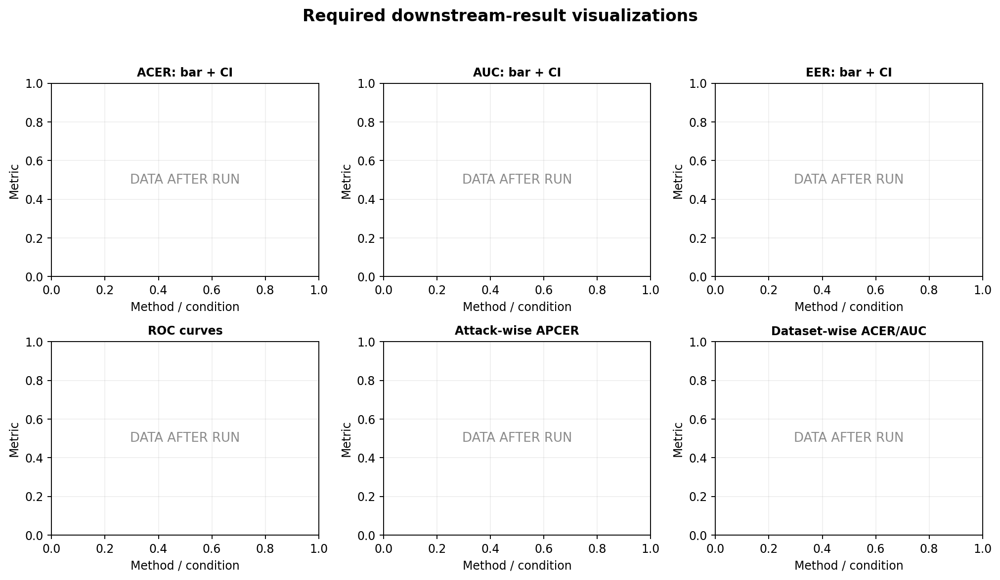 Required downstream-result visualizations
ACER: bar + CI
1.0
0.8
0.6
0.4
0.2
0.0
Metric
DATA AFTER RUN
0.0 0.2 0.4 0.6 0.8 1.0
Method / condition
AUC: bar + CI
1.0
0.8
0.6
0.4
0.2
0.0
Metric
DATA AFTER RUN
0.0 0.2 0.4 0.6 0.8 1.0
Method / condition
EER: bar + CI
1.0
0.8
0.6
0.4
0.2
0.0
Metric
DATA AFTER RUN
0.0 0.2 0.4 0.6 0.8 1.0
Method / condition
ROC curves
1.0
0.8
0.6
0.4
0.2
0.0
Metric
DATA AFTER RUN
0.0 0.2 0.4 0.6 0.8 1.0
Method / condition
Attack-wise APCER
1.0
0.8
0.6
0.4
0.2
0.0
Metric
DATA AFTER RUN
0.0 0.2 0.4 0.6 0.8 1.0
Method / condition
Dataset-wise ACER/AUC
1.0
0.8
0.6
0.4
0.2
0.0
Metric
DATA AFTER RUN
0.0 0.2 0.4 0.6 0.8 1.0
Method / condition